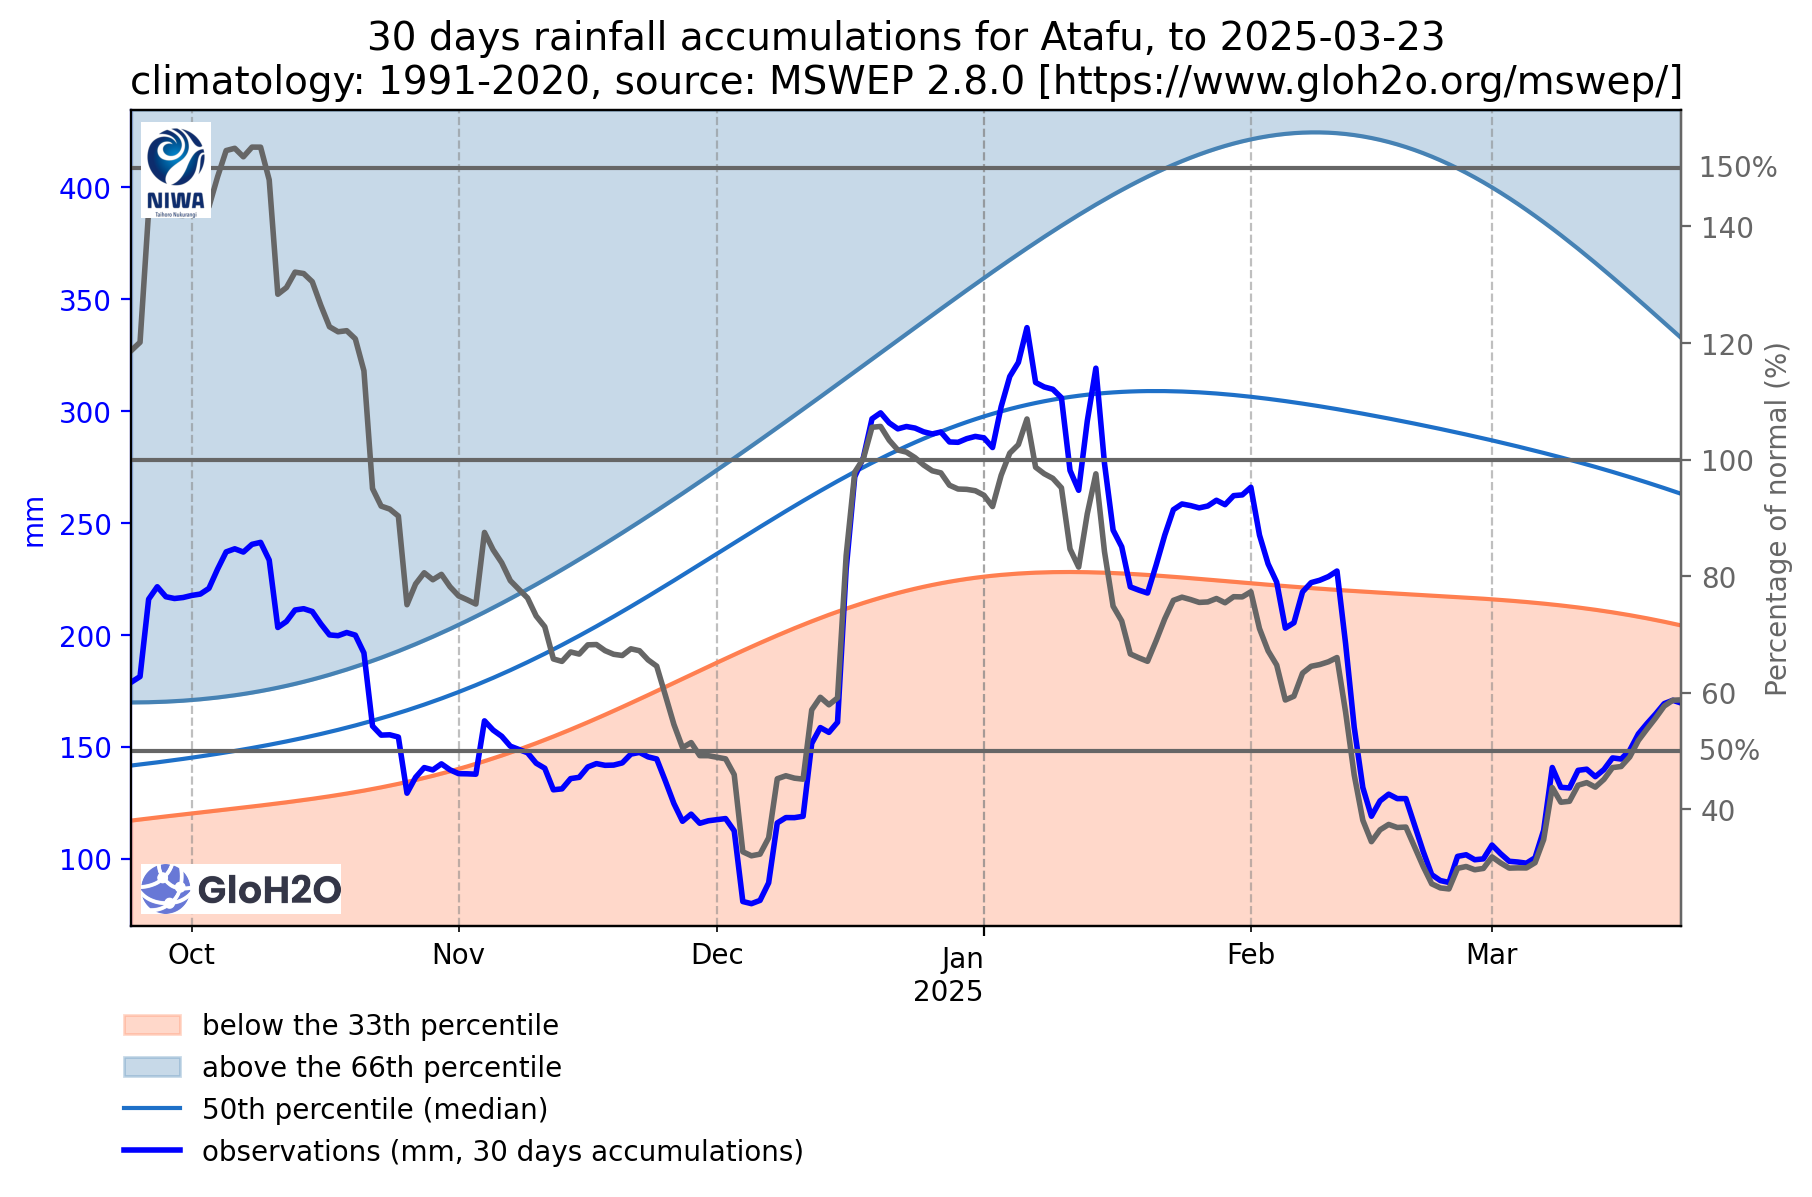 30 days rainfall accumulations for Atafu, to 2025-03-23
climatology: 1991-2020, source: MSWEP 2.8.0 [https://www.gloh2o.org/mswep/]
NIWA
Taihoro Nukurangi
GloH2O
400
350
300
250
200
150
100
mm
150%
140
120
100
80
60
50%
40
Percentage of normal (%)
Oct
Nov
Dec
Jan
2025
Feb
Mar
below the 33th percentile
above the 66th percentile
50th percentile (median)
observations (mm, 30 days accumulations)